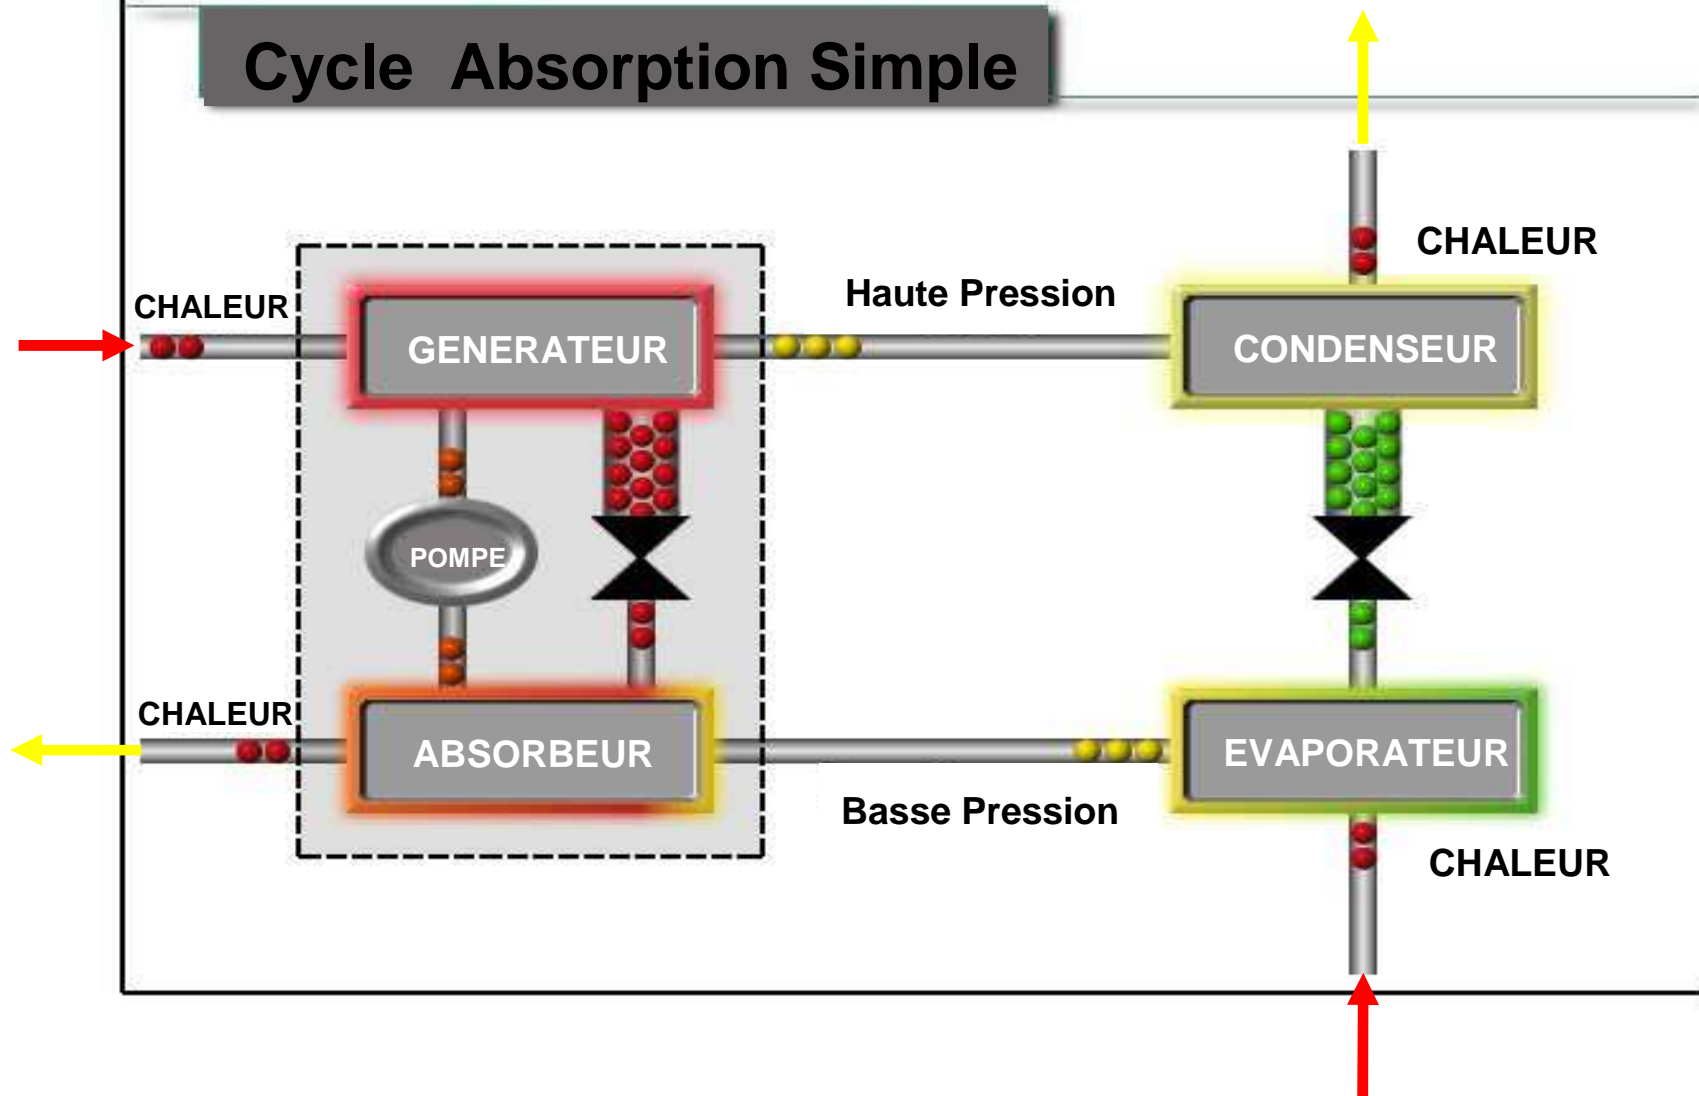 Cycle Absorption Simple
CHALEUR
CHALEUR
Haute Pression
GENERATEUR
CONDENSEUR
POMPE
CHALEUR
ABSORBEUR
EVAPORATEUR
Basse Pression
CHALEUR